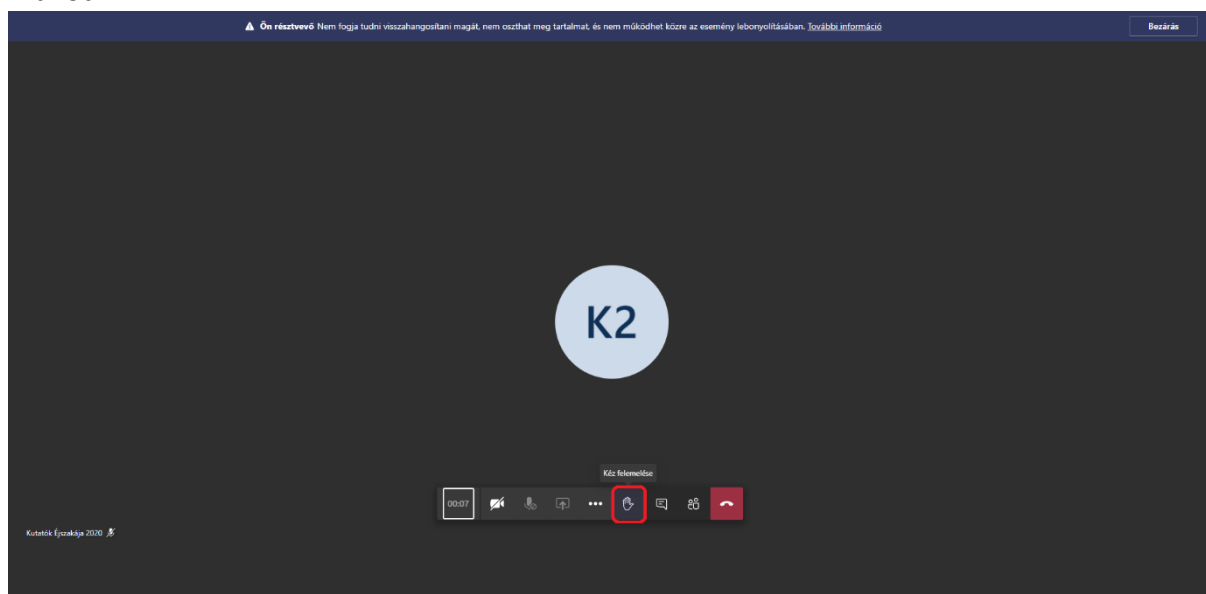 Ön résztvevő Nem fogja tudni visszahangosítani magát, nem oszthat meg tartalmat, és nem működhet közre az esemény lebonyolításában. További információ Bezárás
K2
Kéz felemelése
00:07
Kutatók Éjszakája 2020